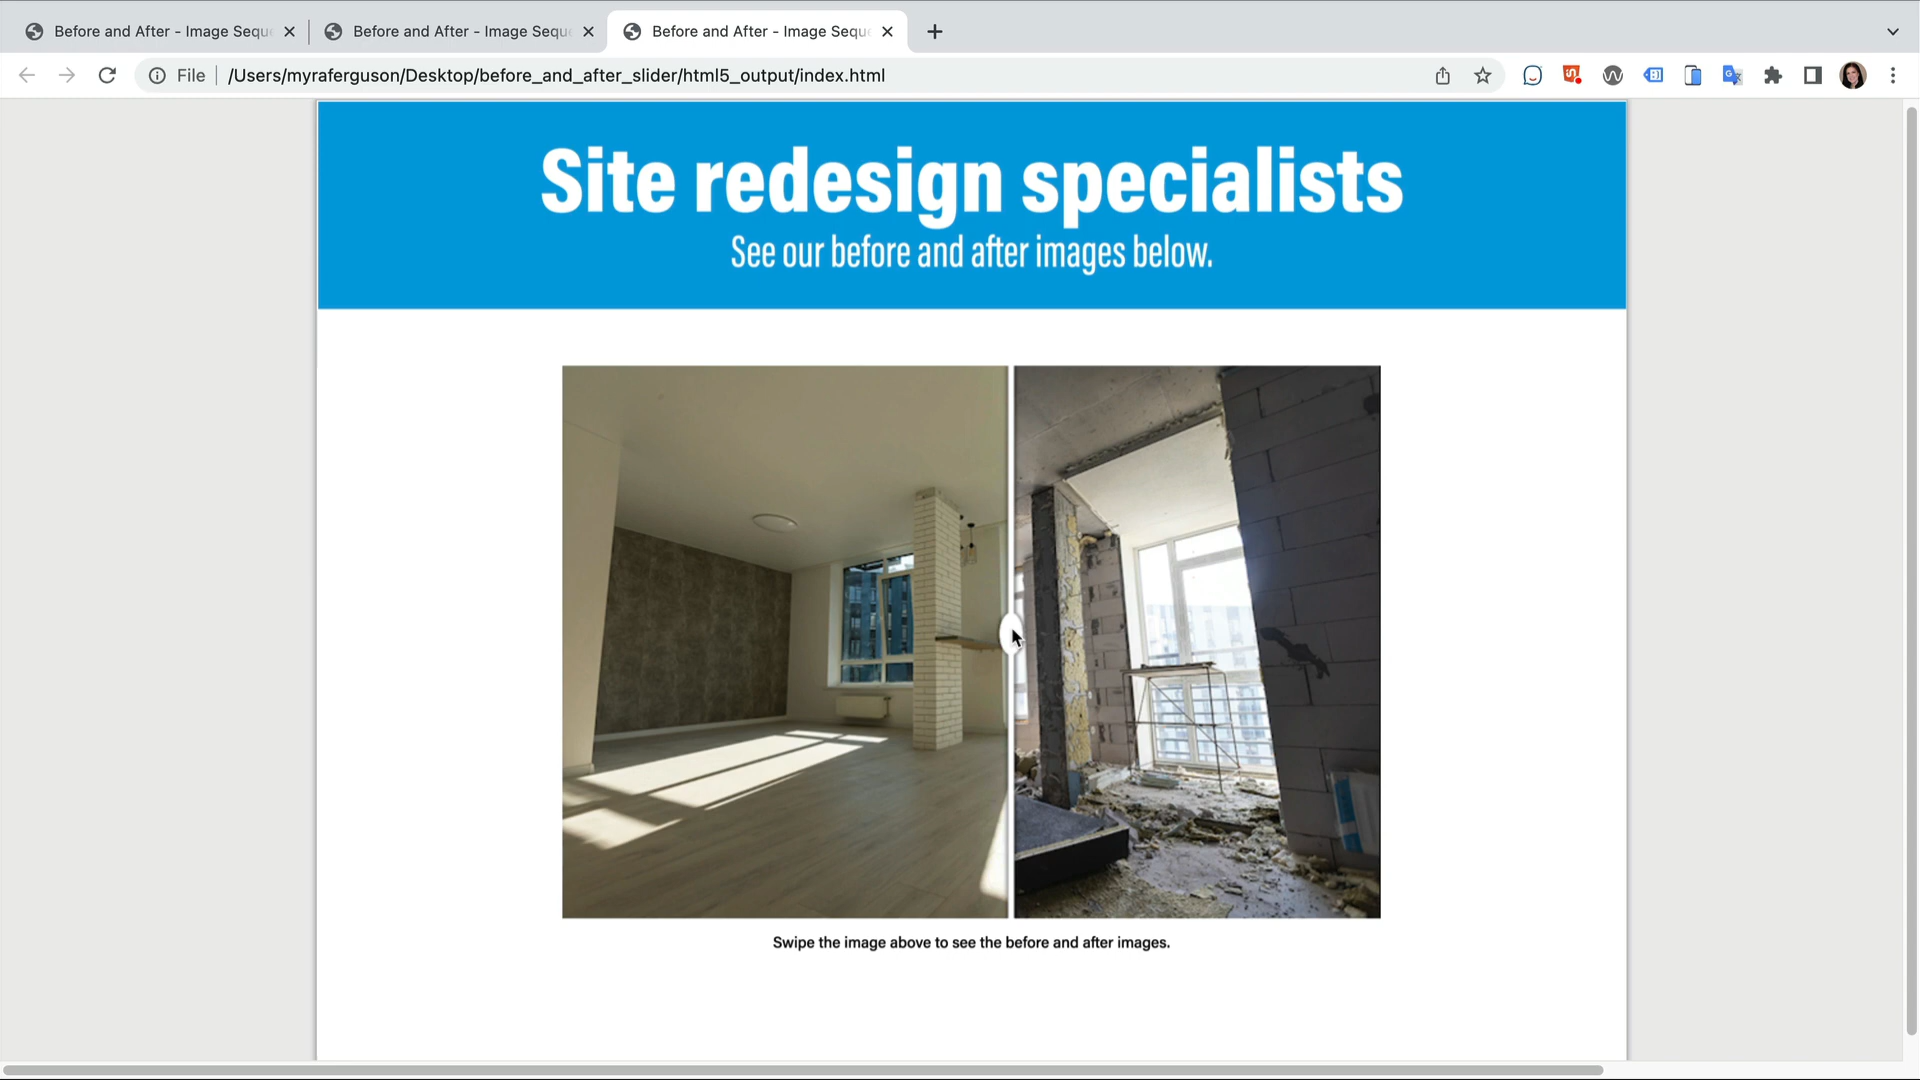 Before and After - Image Sequ
Before and After - Image Sequ
Before and After - Image Sequ
File
/Users/myraferguson/Desktop/before_and_after_slider/html5_output/index.html
Site redesign specialists
See our before and after images below.
Swipe the image above to see the before and after images.